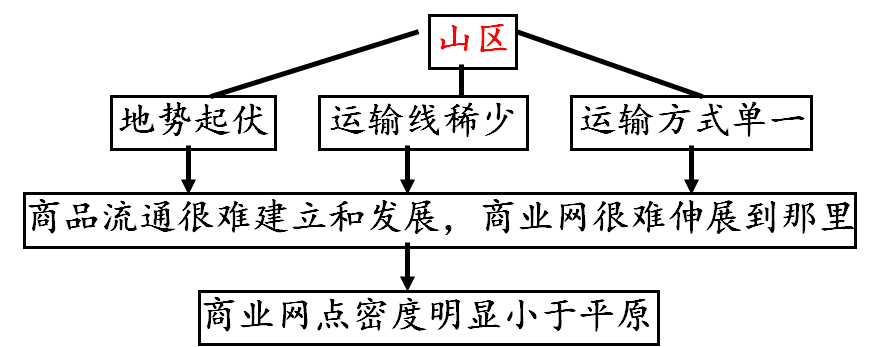 山区
地势起伏
运输线稀少
运输方式单一
商品流通很难建立和发展，商业网很难伸展到那里
商业网点密度明显小于平原